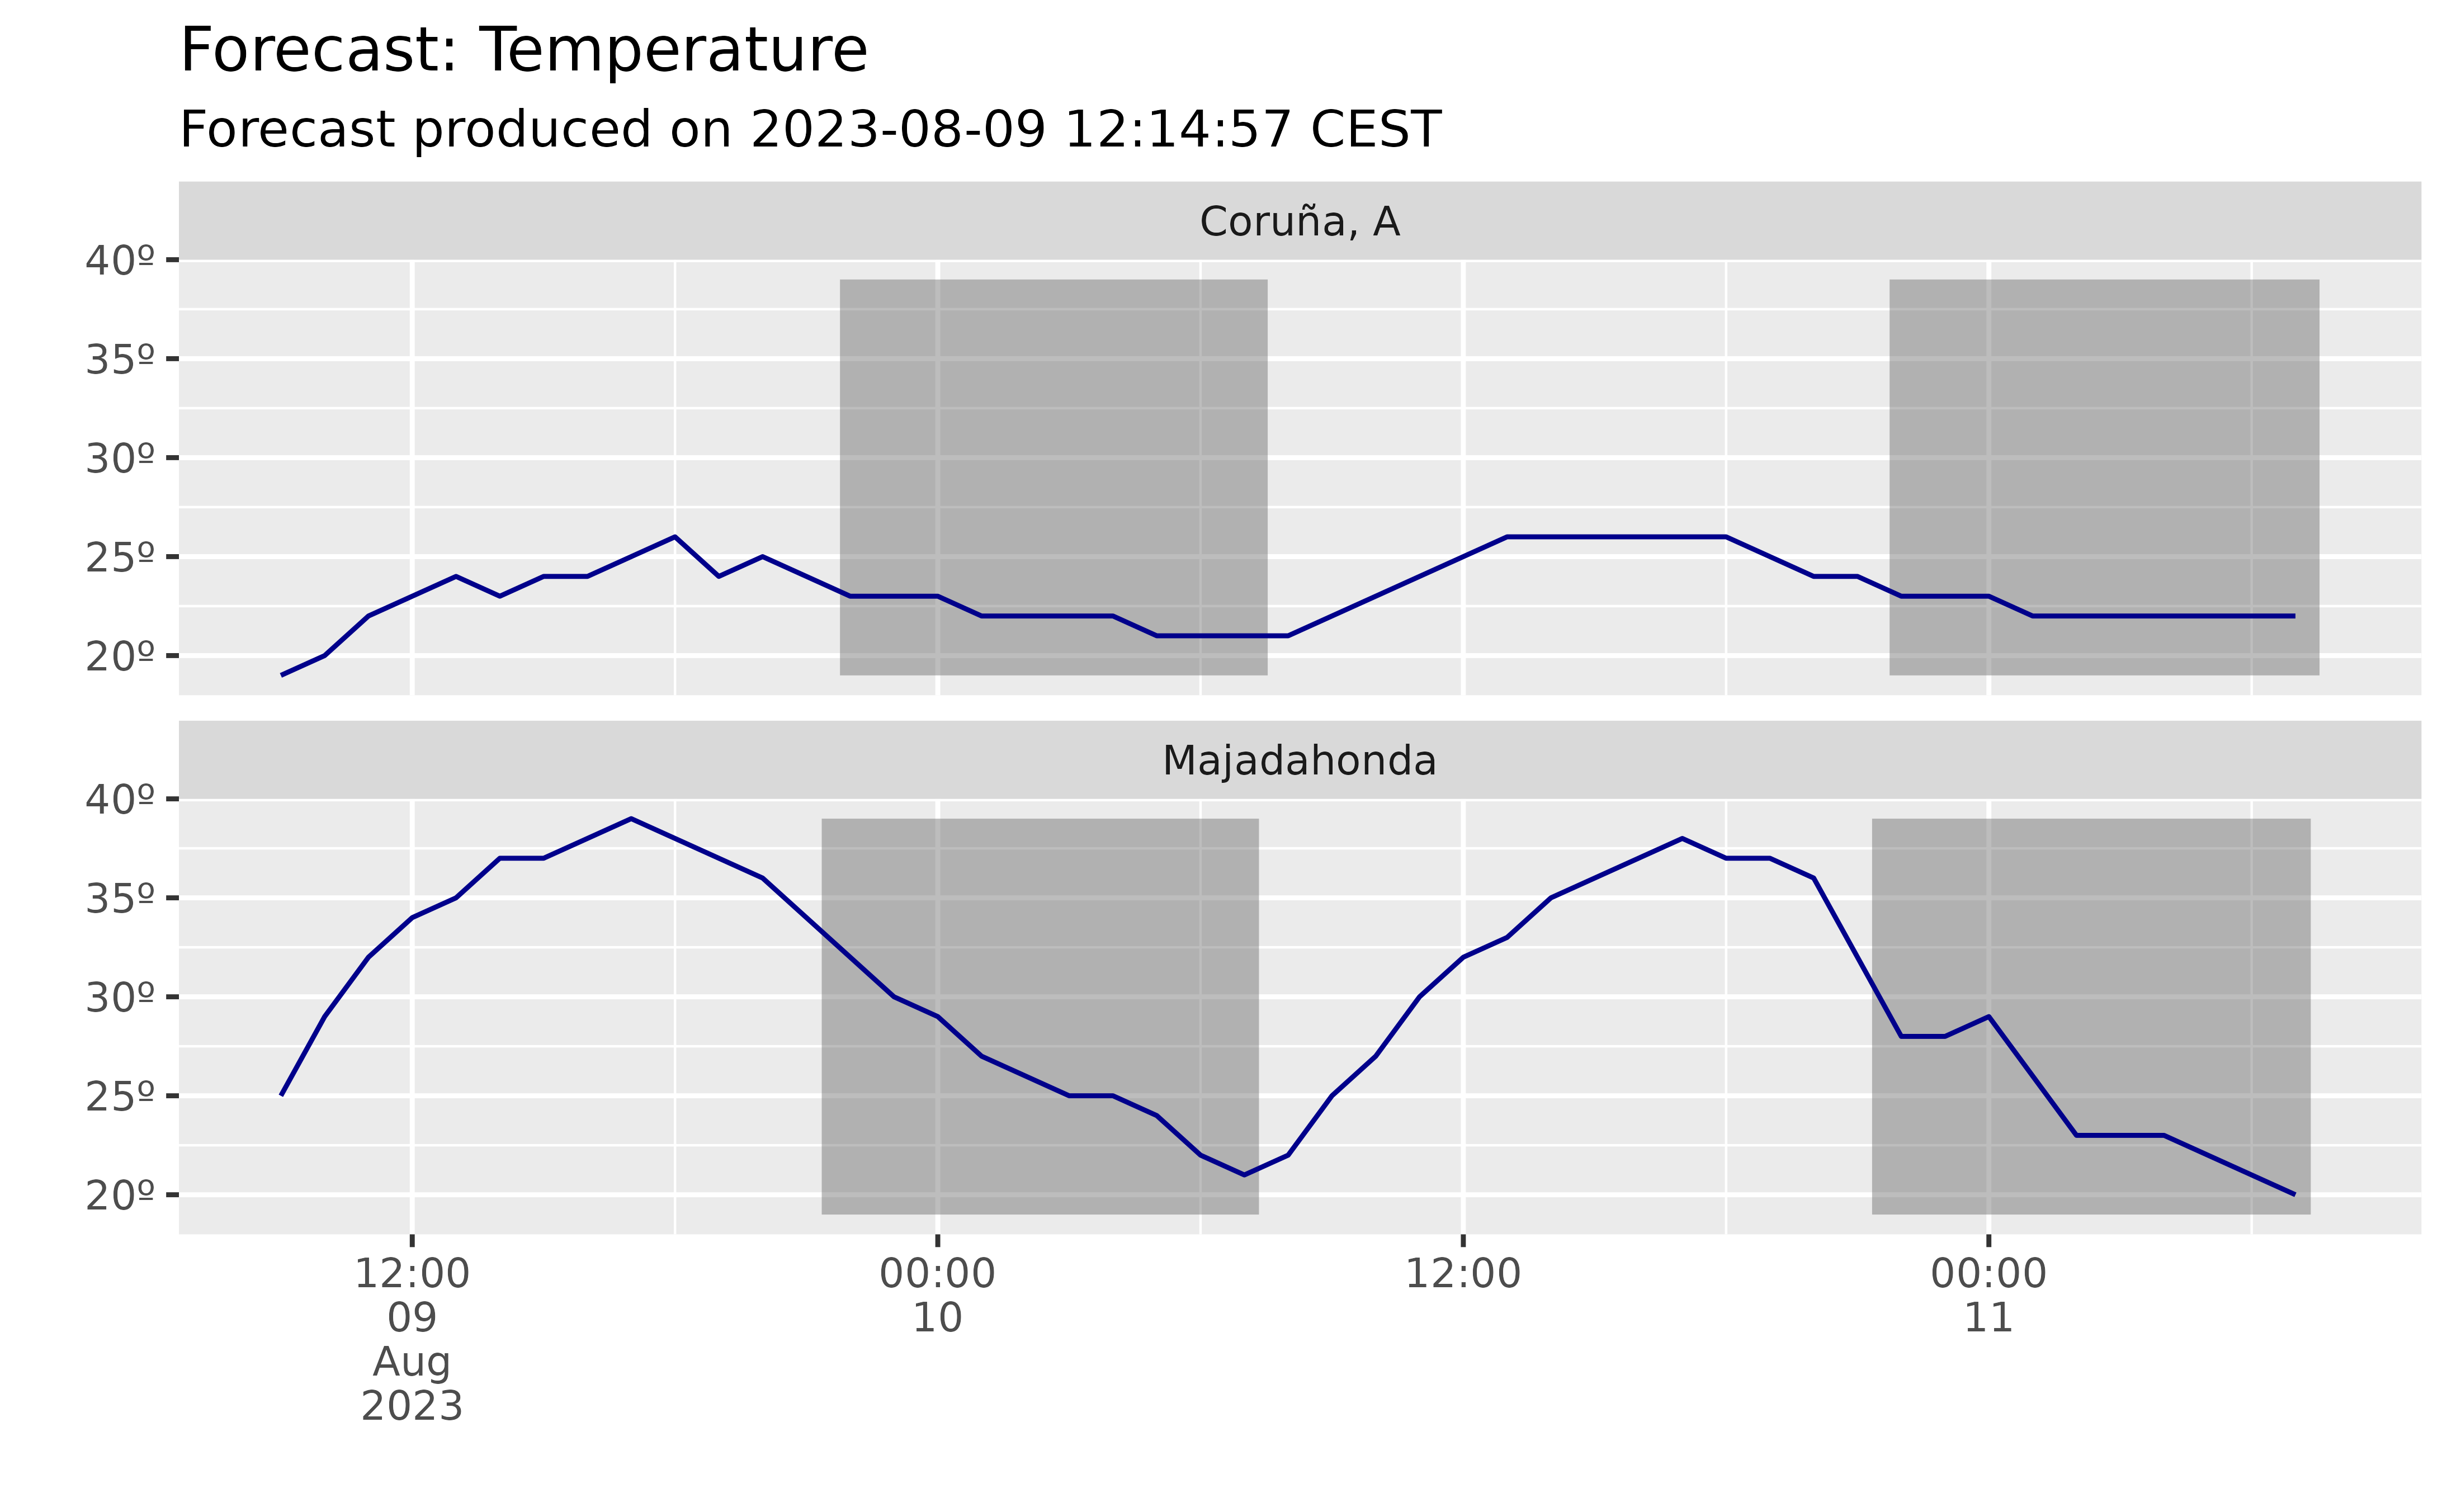 Forecast: Temperature
Forecast produced on 2023-08-09 12:14:57 CEST
Coruña, A
40º
35º
30º
25º
20º
Majadahonda
40º
35º
30º
25º
20º
12:00 00:00 12:00 00:00
09 10 11
Aug
2023